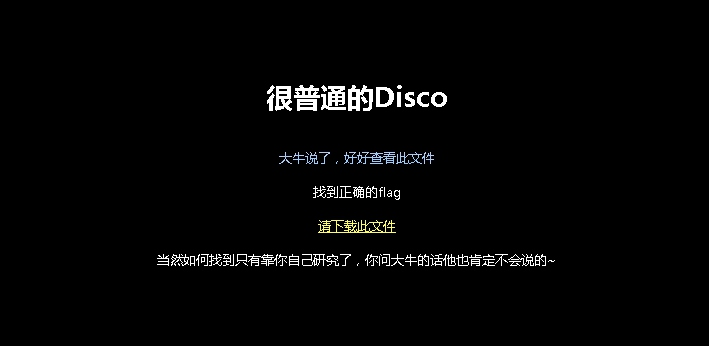 很普通的Disco
大牛说了，好好查看此文件
找到正确的flag
请下载此文件
当然如何找到只有靠你自己研究了，你问大牛的话他也肯定不会说的~